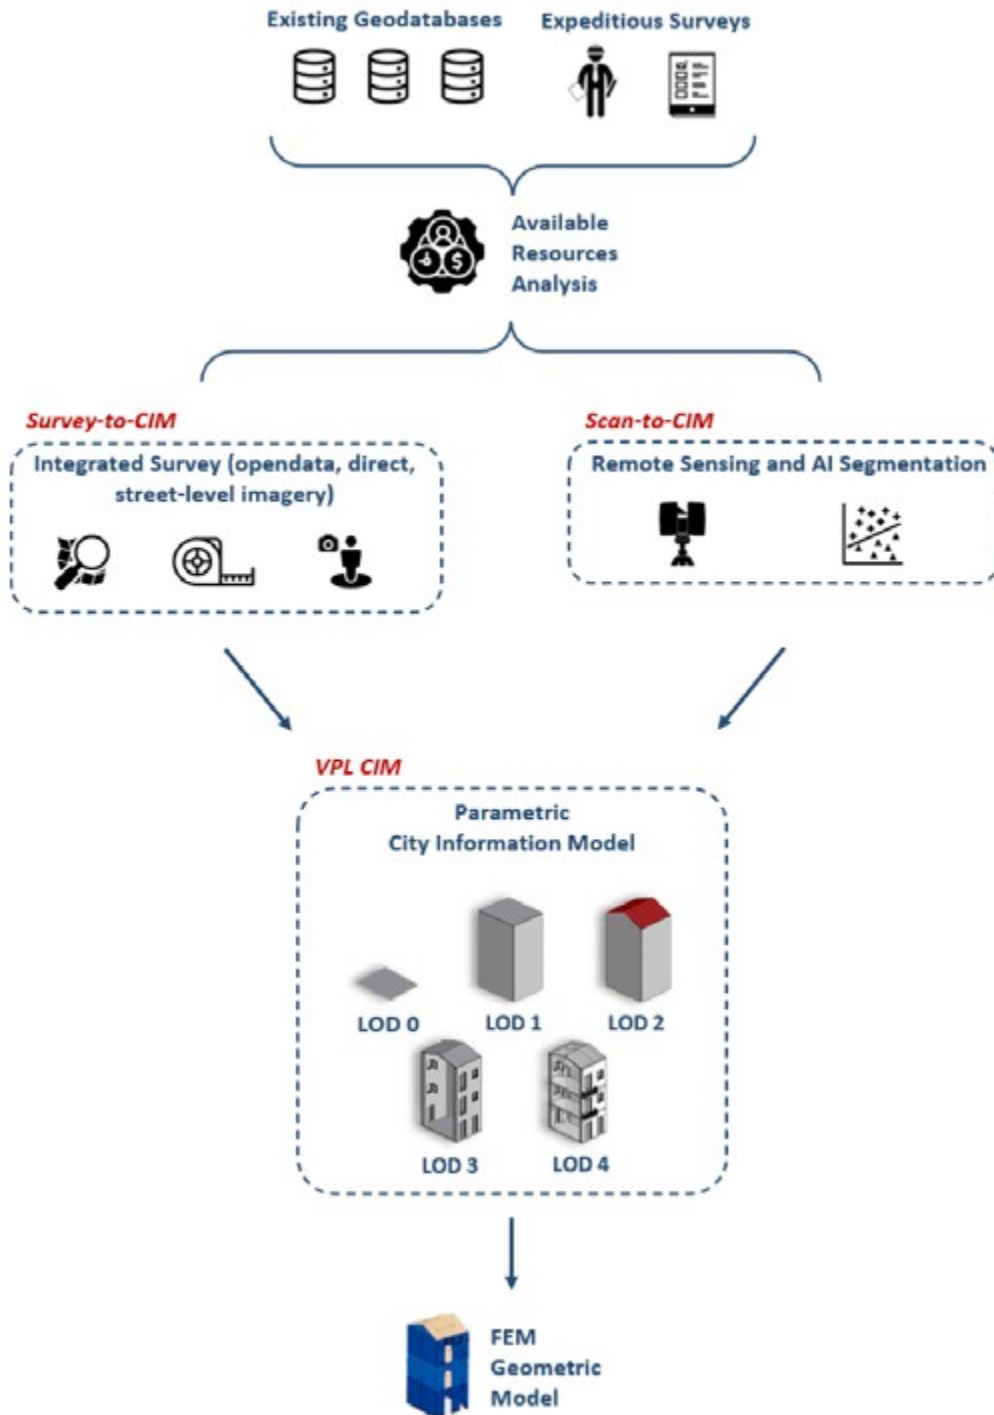 Existing Geodatabases
Expeditious Surveys
Available
Resources
Analysis
Survey-to-CIM
Integrated Survey (opendata, direct,
street-level imagery)
Scan-to-CIM
Remote Sensing and AI Segmentation
VPL CIM
Parametric
City Information Model
LOD 0
LOD 1
LOD 2
LOD 3
LOD 4
FEM
Geometric
Model